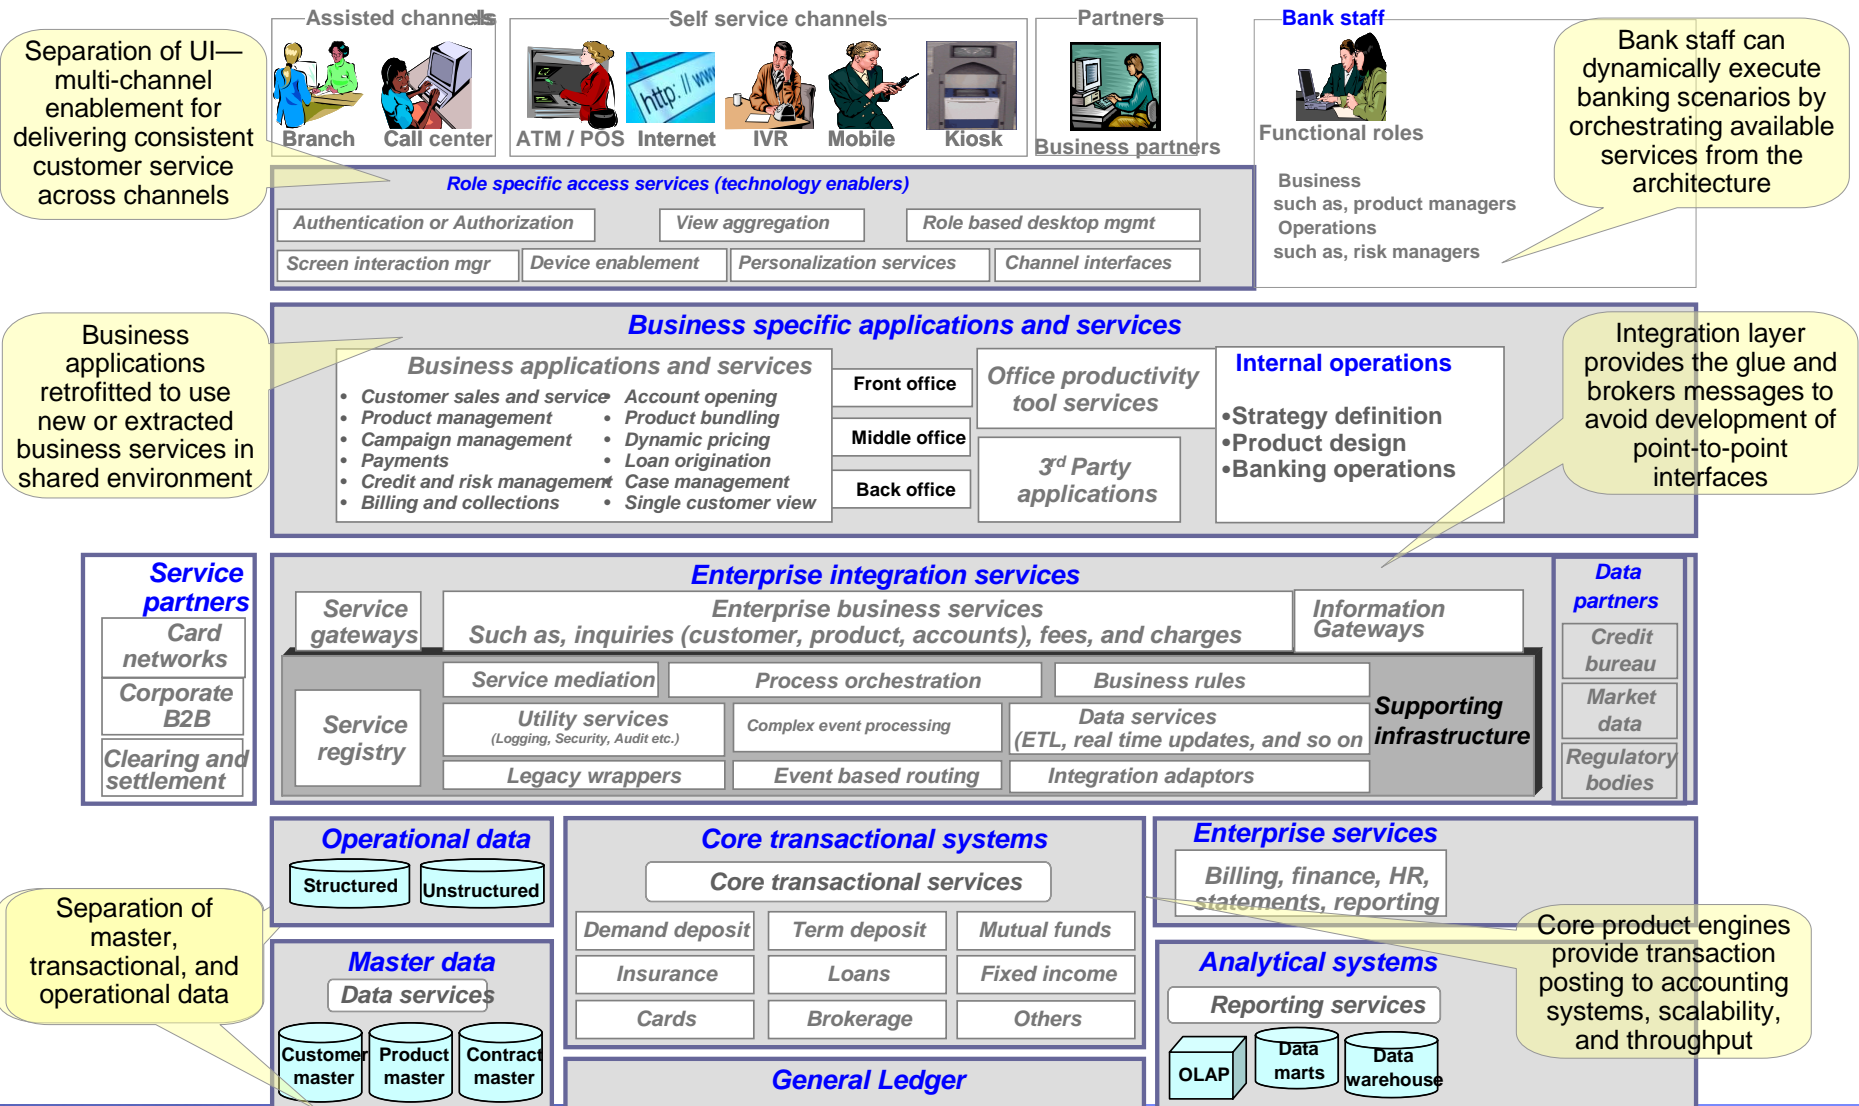 Assisted channels
Self service channels
Partners
Bank staff
Separation of UI—
multi-channel
enablement for
delivering consistent
customer service
across channels
http: // www
Branch
Call center
ATM / POS
Internet
IVR
Mobile
Kiosk
Business partners
Functional roles
Business
such as, product managers
Operations
such as, risk managers
Bank staff can
dynamically execute
banking scenarios by
orchestrating available
services from the
architecture
Role specific access services (technology enablers)
Authentication or Authorization
View aggregation
Role based desktop mgmt
Screen interaction mgr
Device enablement
Personalization services
Channel interfaces
Business
applications
retrofitted to use
new or extracted
business services in
shared environment
Business specific applications and services
Business applications and services
• Customer sales and service
• Product management
• Campaign management
• Payments
• Credit and risk management
• Billing and collections
• Account opening
• Product bundling
• Dynamic pricing
• Loan origination
• Case management
• Single customer view
Front office
Middle office
Back office
Office productivity
tool services
3rd Party
applications
Internal operations
•Strategy definition
•Product design
•Banking operations
Integration layer
provides the glue and
brokers messages to
avoid development of
point-to-point
interfaces
Service
partners
Card
networks
Corporate
B2B
Clearing and
settlement
Enterprise integration services
Service
gateways
Enterprise business services
Such as, inquiries (customer, product, accounts), fees, and charges
Information
Gateways
Service
registry
Service mediation
Process orchestration
Business rules
Utility services
(Logging, Security, Audit etc.)
Complex event processing
Data services
(ETL, real time updates, and so on
Legacy wrappers
Event based routing
Integration adaptors
Supporting
infrastructure
Data
partners
Credit
bureau
Market
data
Regulatory
bodies
Separation of
master,
transactional, and
operational data
Operational data
Structured
Unstructured
Master data
Data services
Customer
master
Product
master
Contract
master
Core transactional systems
Core transactional services
Demand deposit
Term deposit
Mutual funds
Insurance
Loans
Fixed income
Cards
Brokerage
Others
General Ledger
Enterprise services
Billing, finance, HR,
statements, reporting
Analytical systems
Reporting services
OLAP
Data
marts
Data
warehouse
Core product engines
provide transaction
posting to accounting
systems, scalability,
and throughput